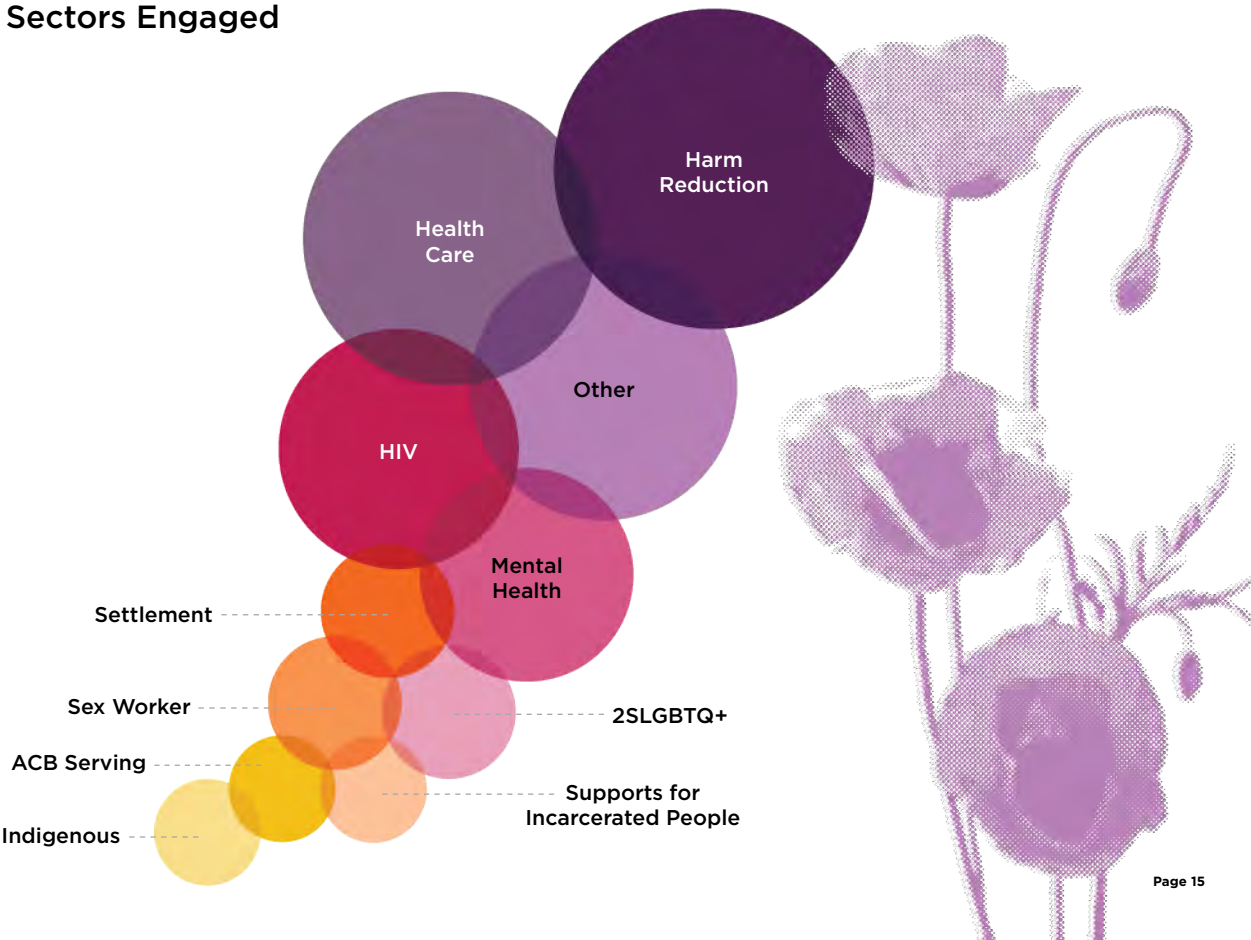 Sectors Engaged
Harm
Reduction
Health
Care
Other
HIV
Mental
Health
Settlement
Sex Worker
2SLGBTQ+
ACB Serving
Supports for
Incarcerated People
Indigenous
Page 15